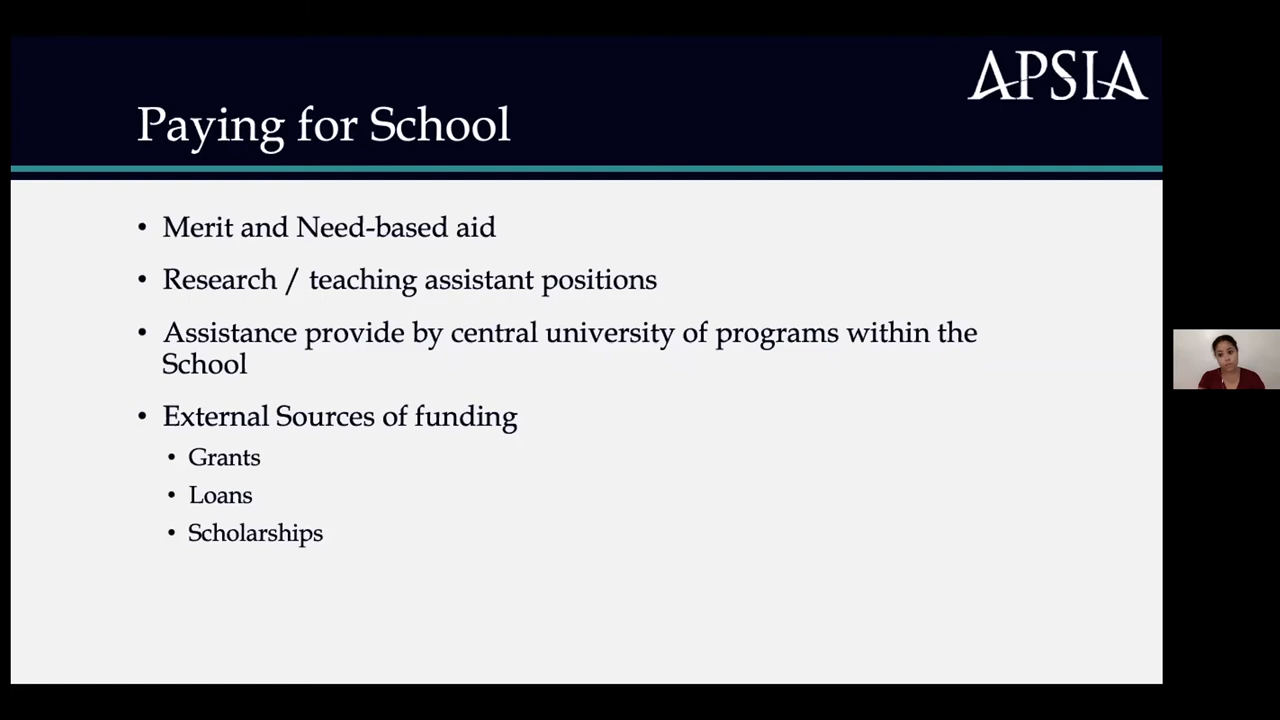 APSIA
Paying for School
• Merit and Need-based aid
• Research / teaching assistant positions
• Assistance provide by central university of programs within the
School
• External Sources of funding
• Grants
• Loans
• Scholarships